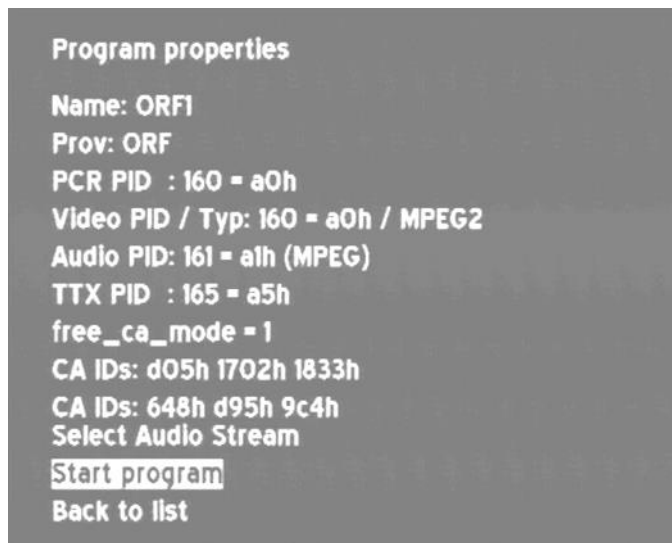 Program properties
Name: ORF1
Prov: ORF
PCR PID : 160 = a0h
Video PID / Typ: 160 = a0h / MPEG2
Audio PID: 161 = a1h (MPEG)
TTX PID : 165 = a5h
free_ca_mode = 1
CA IDs: d05h 1702h 1833h
CA IDs: 648h d95h 9c4h
Select Audio Stream
Start program
Back to list